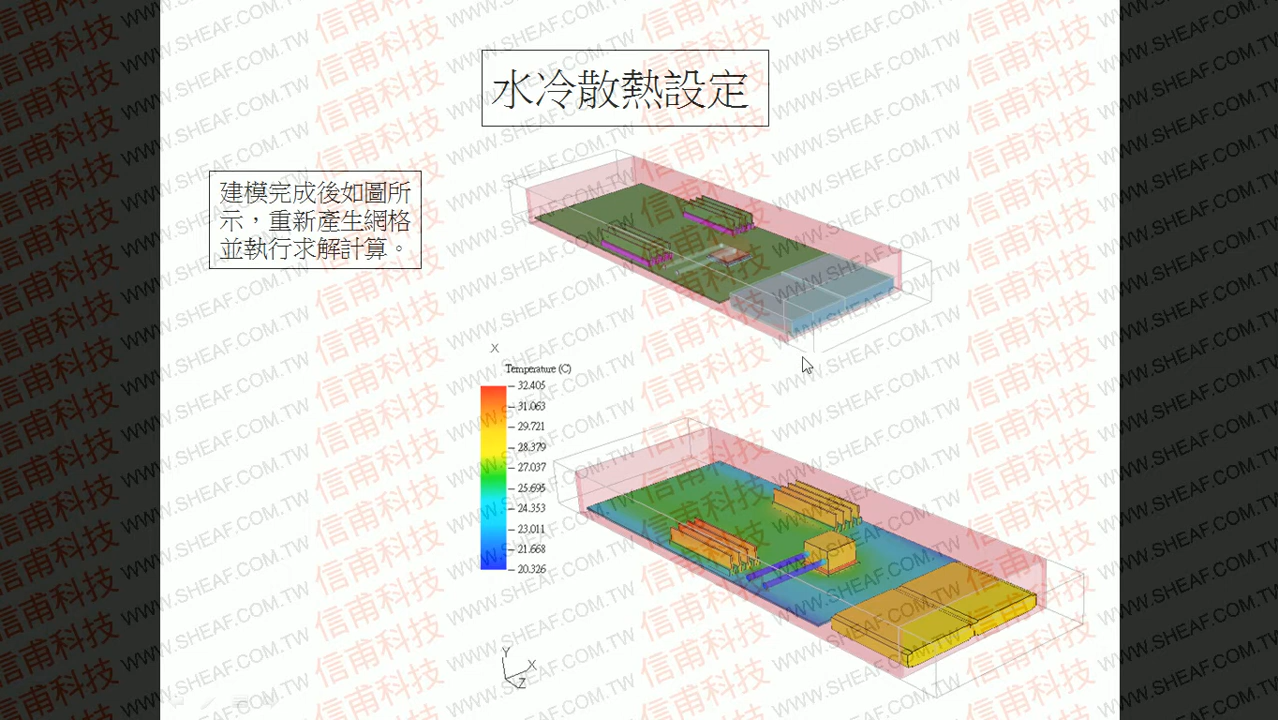 水冷散熱設定
建模完成後如圖所
示，重新產生網格
並執行求解計算。
X
Temperature (C)
32.405
31.063
29.721
28.379
27.037
25.695
24.353
23.011
21.668
20.326
Y
X
Z
信甫科技
WWW.SHEAF.COM.TW